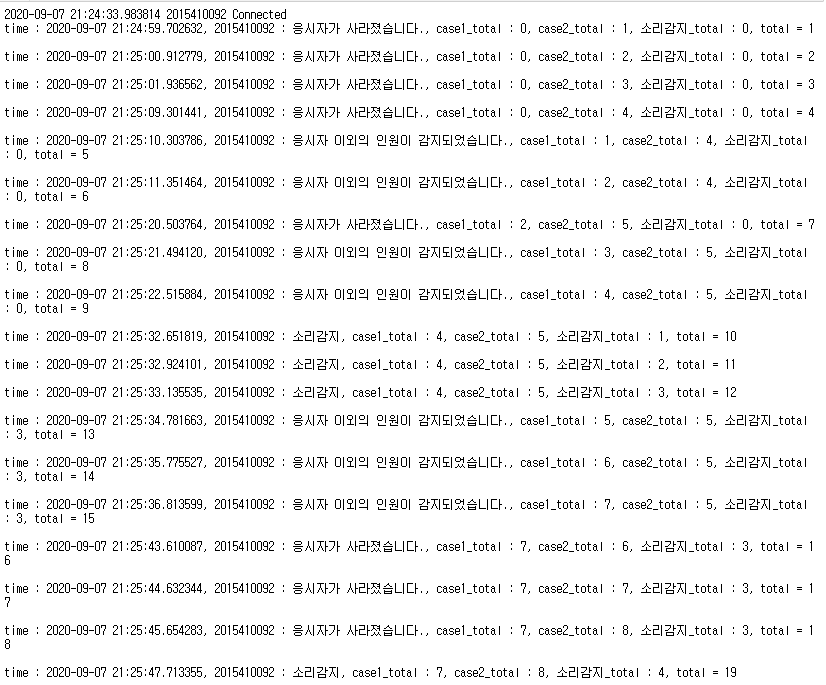 2020-09-07 21:24:33.983814 2015410092 Connected
time : 2020-09-07 21:24:59.702632, 2015410092 : 응시자가 사라졌습니다., case1_total : 0, case2_total : 1, 소리감지_total : 0, total = 1
time : 2020-09-07 21:25:00.912779, 2015410092 : 응시자가 사라졌습니다., case1_total : 0, case2_total : 2, 소리감지_total : 0, total = 2
time : 2020-09-07 21:25:01.936562, 2015410092 : 응시자가 사라졌습니다., case1_total : 0, case2_total : 3, 소리감지_total : 0, total = 3
time : 2020-09-07 21:25:09.301441, 2015410092 : 응시자가 사라졌습니다., case1_total : 0, case2_total : 4, 소리감지_total : 0, total = 4
time : 2020-09-07 21:25:10.303786, 2015410092 : 응시자 이외의 인원이 감지되었습니다., case1_total : 1, case2_total : 4, 소리감지_total
: 0, total = 5
time : 2020-09-07 21:25:11.351464, 2015410092 : 응시자 이외의 인원이 감지되었습니다., case1_total : 2, case2_total : 4, 소리감지_total
: 0, total = 6
time : 2020-09-07 21:25:20.503764, 2015410092 : 응시자가 사라졌습니다., case1_total : 2, case2_total : 5, 소리감지_total : 0, total = 7
time : 2020-09-07 21:25:21.494120, 2015410092 : 응시자 이외의 인원이 감지되었습니다., case1_total : 3, case2_total : 5, 소리감지_total
: 0, total = 8
time : 2020-09-07 21:25:22.515884, 2015410092 : 응시자 이외의 인원이 감지되었습니다., case1_total : 4, case2_total : 5, 소리감지_total
: 0, total = 9
time : 2020-09-07 21:25:32.651819, 2015410092 : 소리감지, case1_total : 4, case2_total : 5, 소리감지_total : 1, total = 10
time : 2020-09-07 21:25:32.924101, 2015410092 : 소리감지, case1_total : 4, case2_total : 5, 소리감지_total : 2, total = 11
time : 2020-09-07 21:25:33.135535, 2015410092 : 소리감지, case1_total : 4, case2_total : 5, 소리감지_total : 3, total = 12
time : 2020-09-07 21:25:34.781663, 2015410092 : 응시자 이외의 인원이 감지되었습니다., case1_total : 5, case2_total : 5, 소리감지_total
: 3, total = 13
time : 2020-09-07 21:25:35.775527, 2015410092 : 응시자 이외의 인원이 감지되었습니다., case1_total : 6, case2_total : 5, 소리감지_total
: 3, total = 14
time : 2020-09-07 21:25:36.813599, 2015410092 : 응시자 이외의 인원이 감지되었습니다., case1_total : 7, case2_total : 5, 소리감지_total
: 3, total = 15
time : 2020-09-07 21:25:43.610087, 2015410092 : 응시자가 사라졌습니다., case1_total : 7, case2_total : 6, 소리감지_total : 3, total = 1
6
time : 2020-09-07 21:25:44.632344, 2015410092 : 응시자가 사라졌습니다., case1_total : 7, case2_total : 7, 소리감지_total : 3, total = 1
7
time : 2020-09-07 21:25:45.654283, 2015410092 : 응시자가 사라졌습니다., case1_total : 7, case2_total : 8, 소리감지_total : 3, total = 1
8
time : 2020-09-07 21:25:47.713355, 2015410092 : 소리감지, case1_total : 7, case2_total : 8, 소리감지_total : 4, total = 19